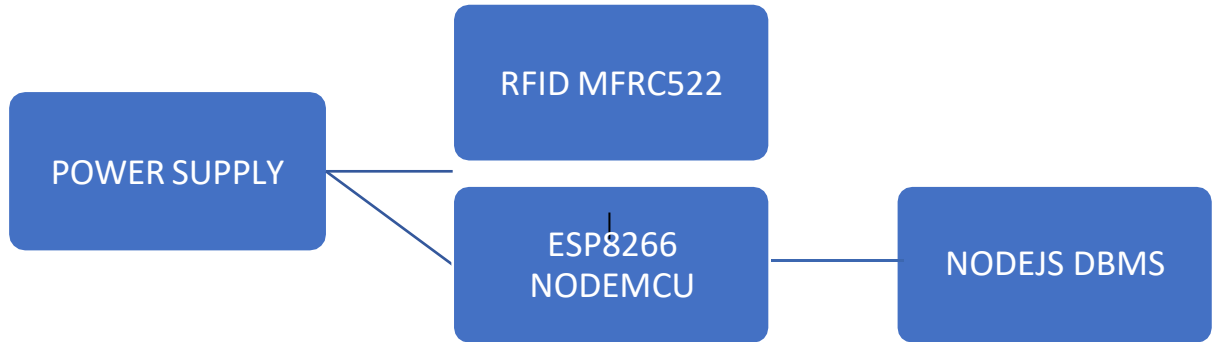 RFID MFRC522
POWER SUPPLY
ESP8266
NODEMCU
NODEJS DBMS